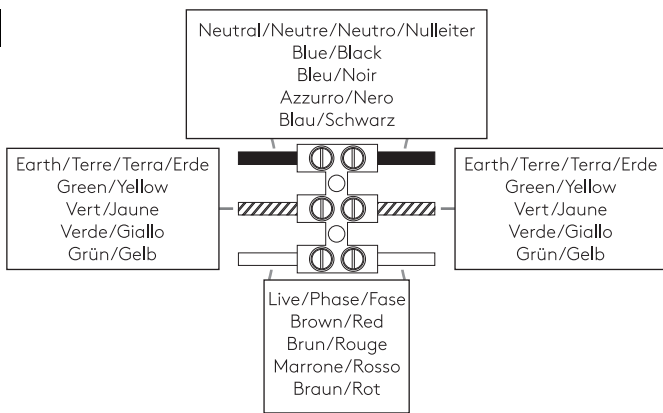 Neutral/Neutre/Neutro/Nulleiter
Blue/Black
Bleu/Noir
Azzurro/Nero
Blau/Schwarz
Earth/Terre/Terra/Erde
Green/Yellow
Vert/Jaune
Verde/Giallo
Grün/Gelb
Earth/Terre/Terra/Erde
Green/Yellow
Vert/Jaune
Verde/Giallo
Grün/Gelb
Live/Phase/Fase
Brown/Red
Brun/Rouge
Marrone/Rosso
Braun/Rot